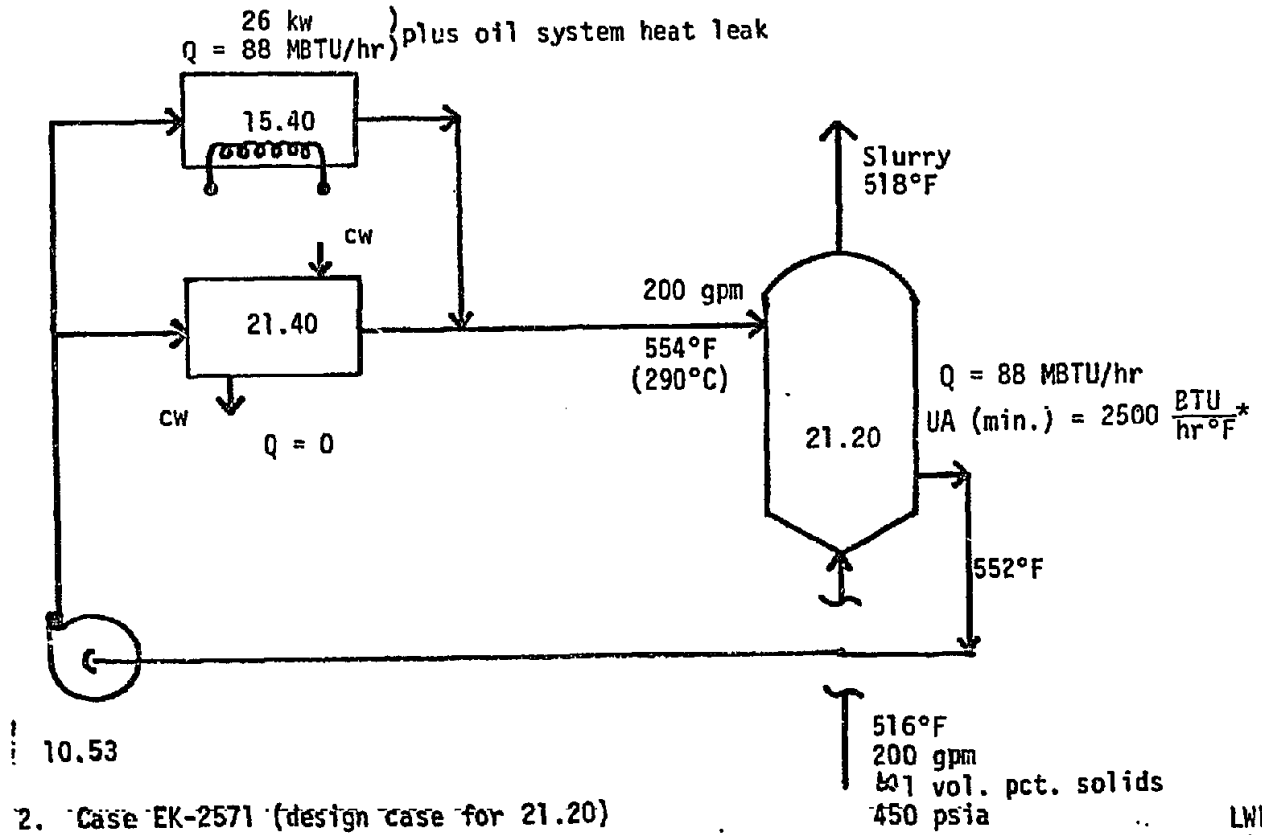 26 kw
Q = 88 MBTU/hr} plus oil system heat leak
15.40
cw
21.40
cw
Q = 0
200 gpm
554°F
(290°C)
Slurry
518°F
21.20
Q = 88 MBTU/hr
UA (min.) = 2500 BTU/hr°F*
552°F
10.53
516°F
200 gpm
1 vol. pct. solids
450 psia
2. Case EK-2571 (design case for 21.20)